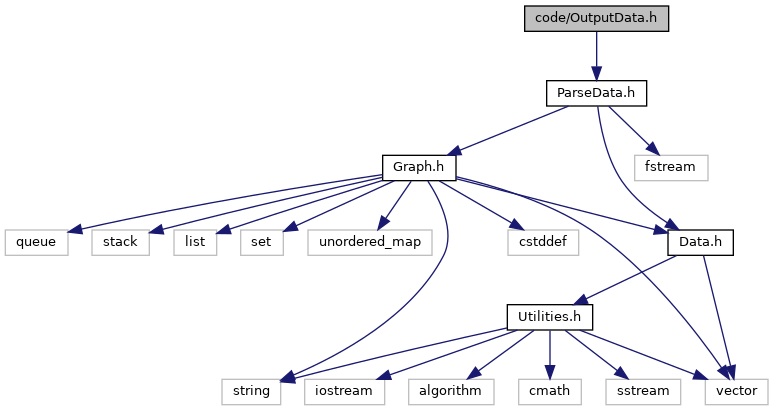 code/OutputData.h
ParseData.h
Graph.h
fstream
queue
stack
list
set
unordered_map
cstddef
Data.h
Utilities.h
string
iostream
algorithm
cmath
sstream
vector